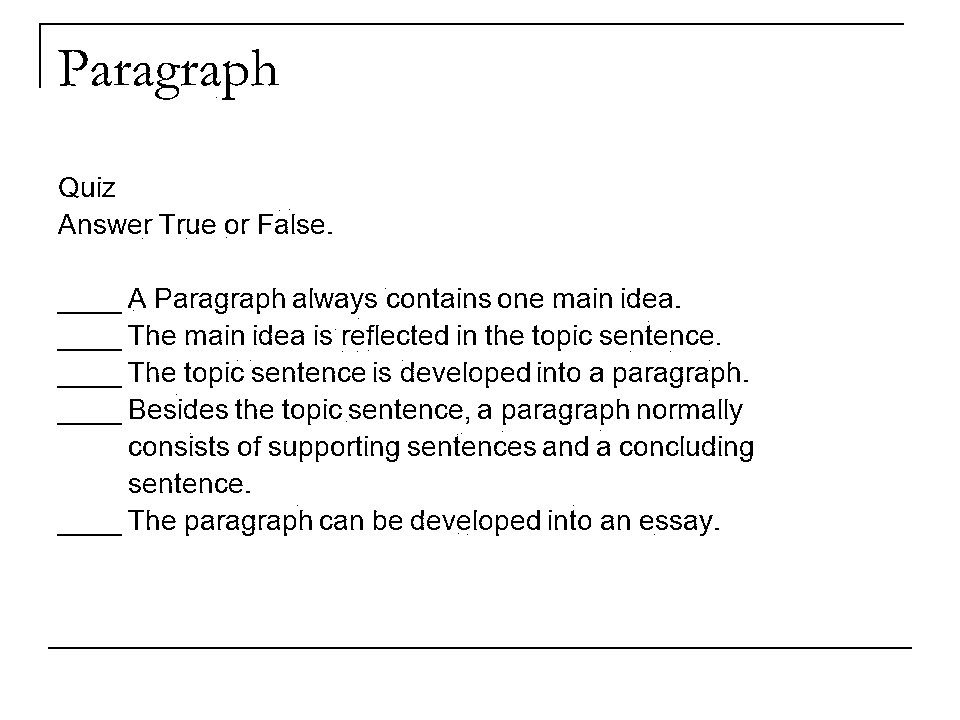 Paragraph
Quiz
Answer True or False.
____ A Paragraph always contains one main idea.
____ The main idea is reflected in the topic sentence.
____ The topic sentence is developed into a paragraph.
____ Besides the topic sentence, a paragraph normally
consists of supporting sentences and a concluding
sentence.
____ The paragraph can be developed into an essay.